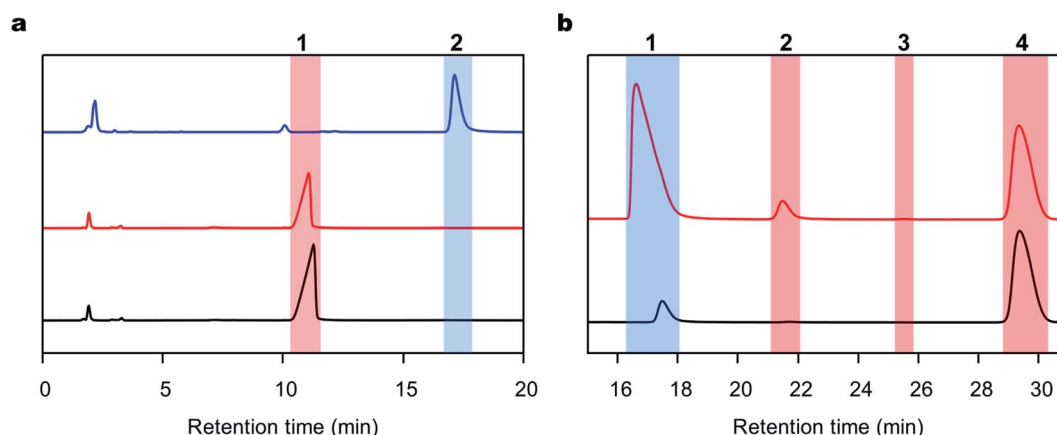 a
1 2
0 5 10 15 20
Retention time (min)
b
1 2 3 4
16 18 20 22 24 26 28 30
Retention time (min)